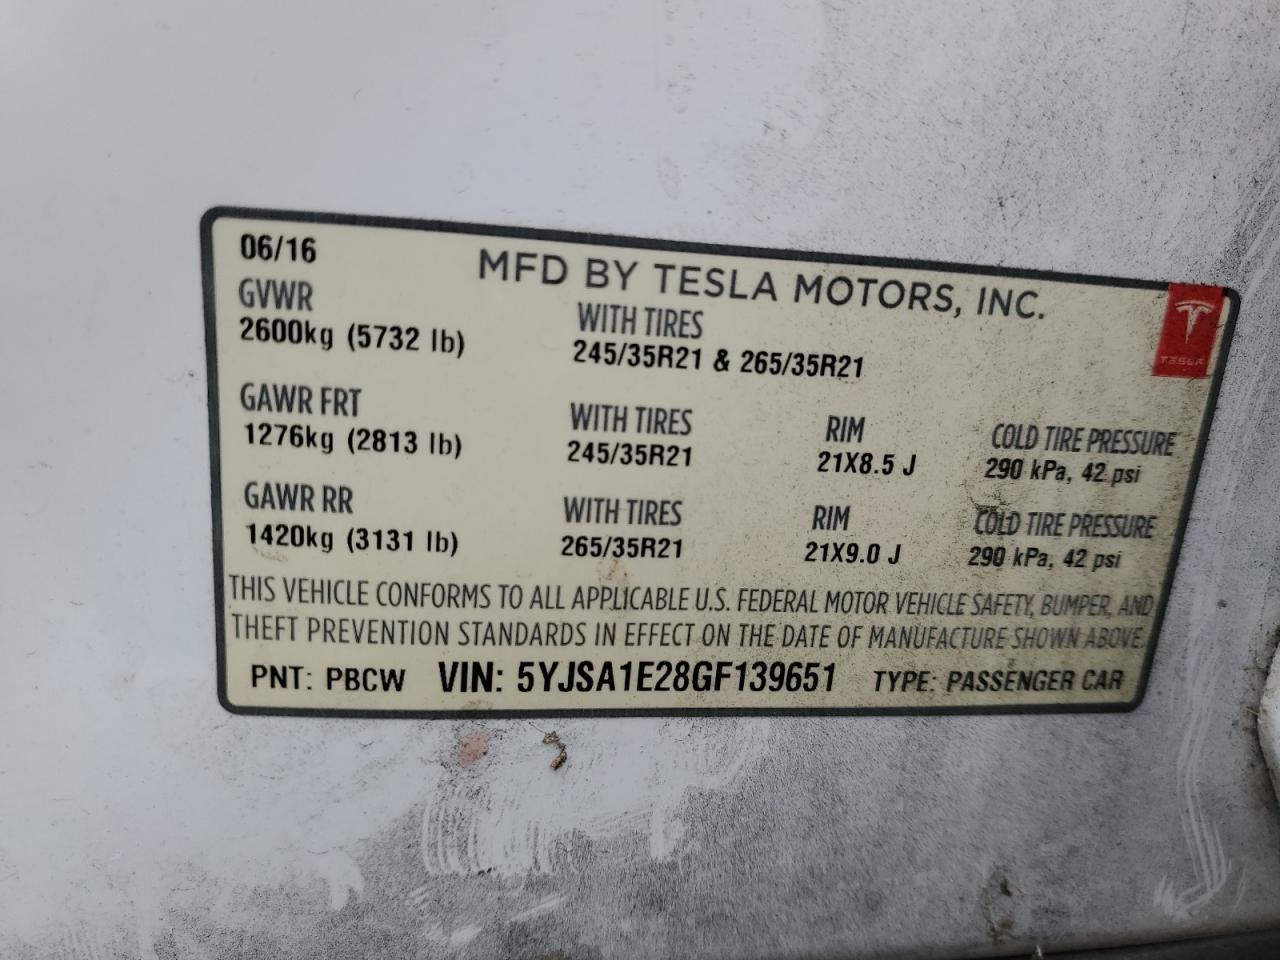 06/16
MFD BY TESLA MOTORS, INC.
GVWR
2600kg (5732 lb)
WITH TIRES
245/35R21 & 265/35R21
TESLA
GAWR FRT
1276kg (2813 lb)
WITH TIRES
245/35R21
RIM
21X8.5 J
COLD TIRE PRESSURE
290 kPa, 42 psi
GAWR RR
1420kg (3131 lb)
WITH TIRES
265/35R21
RIM
21X9.0 J
COLD TIRE PRESSURE
290 kPa, 42 psi
THIS VEHICLE CONFORMS TO ALL APPLICABLE U.S. FEDERAL MOTOR VEHICLE SAFETY, BUMPER, AND
THEFT PREVENTION STANDARDS IN EFFECT ON THE DATE OF MANUFACTURE SHOWN ABOVE.
PNT: PBCW VIN: 5YJSA1E28GF139651 TYPE: PASSENGER CAR